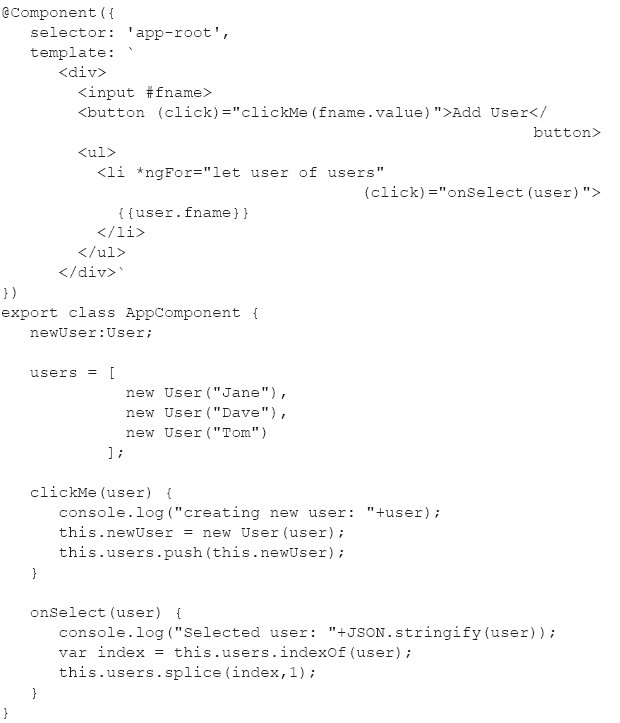 @Component({
   selector: 'app-root',
   template: `
      <div>
        <input #fname>
        <button (click)="clickMe(fname.value)">Add User</
                                                       button>
        <ul>
          <li *ngFor="let user of users"
                                     (click)="onSelect(user)">
            {{user.fname}}
          </li>
        </ul>
      </div>`
})
export class AppComponent {
   newUser:User;

   users = [
             new User("Jane"),
             new User("Dave"),
             new User("Tom")
           ];

   clickMe(user) {
      console.log("creating new user: "+user);
      this.newUser = new User(user);
      this.users.push(this.newUser);
   }

   onSelect(user) {
      console.log("Selected user: "+JSON.stringify(user));
      var index = this.users.indexOf(user);
      this.users.splice(index,1);
   }
}